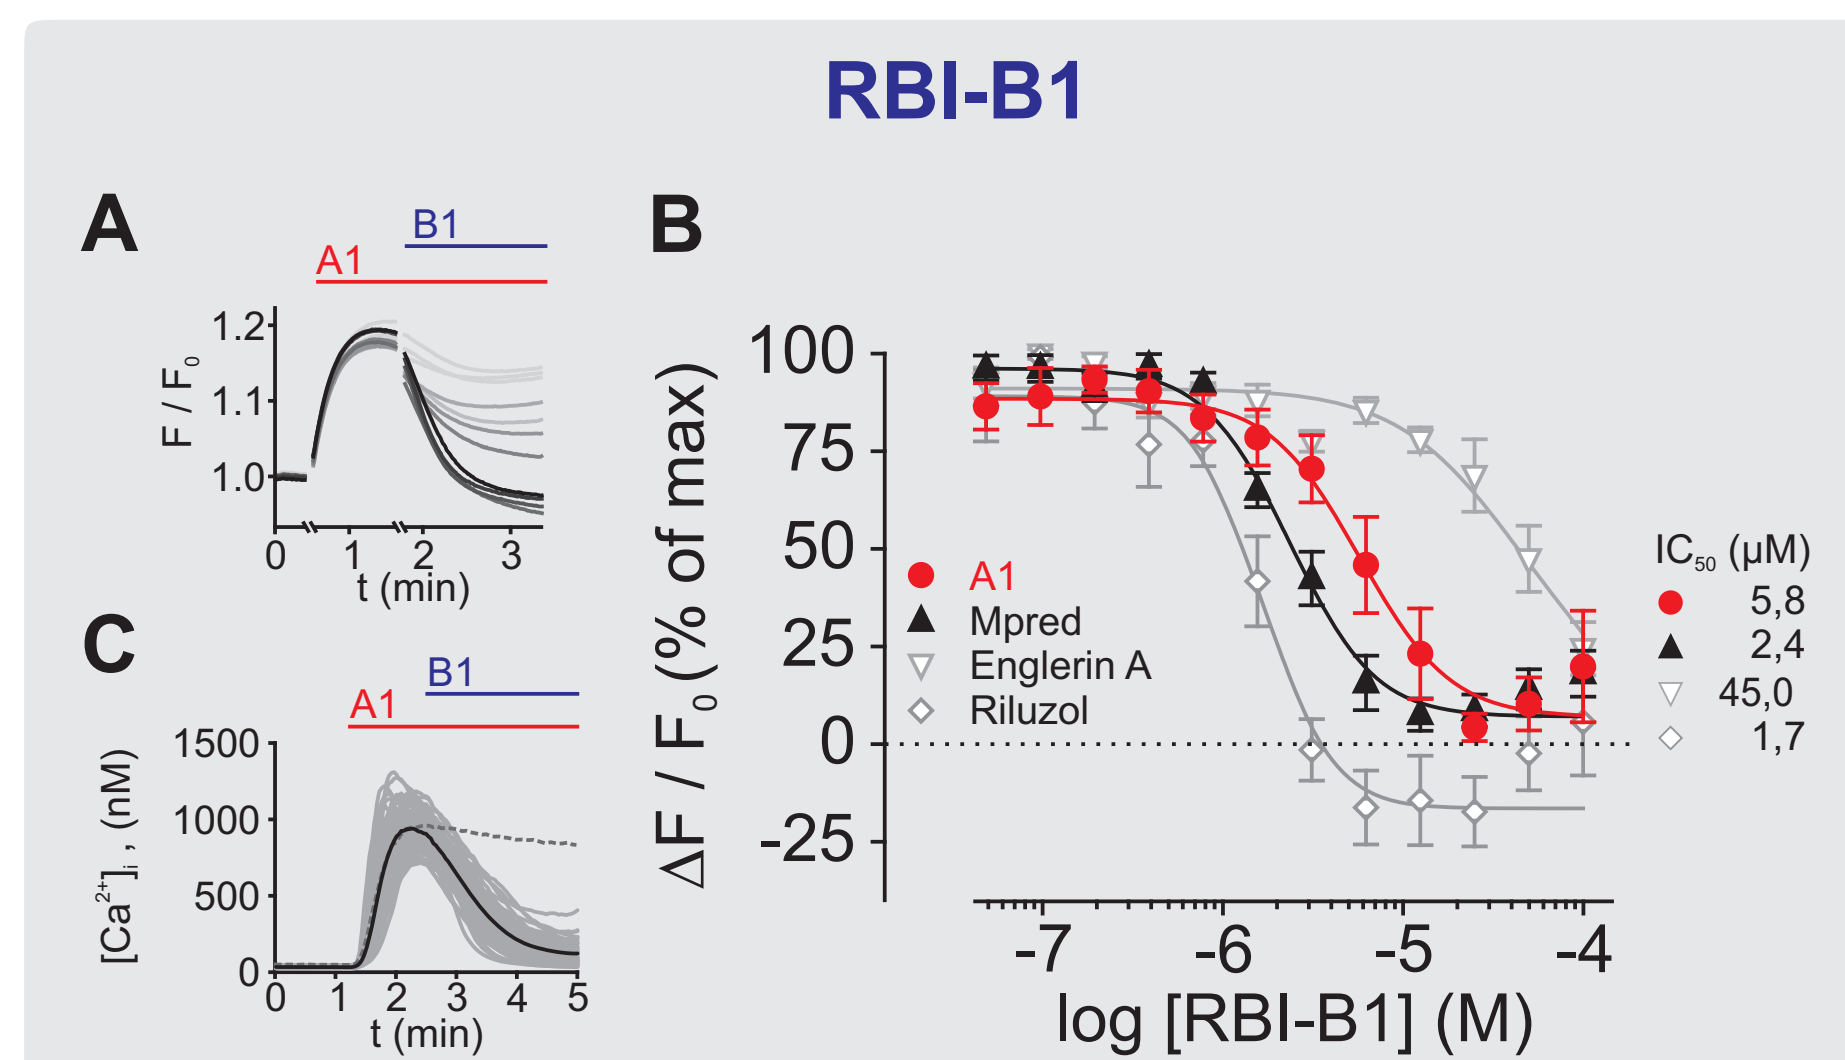 RBI-B1
A
B1
A1
F / F0
1.2
1.1
1.0
0 1 2 3
t (min)
B
ΔF / F0 (% of max)
100
75
50
25
0
-25
A1
Mpred
Englerin A
Riluzol
-7 -6 -5 -4
log [RBI-B1] (M)
IC50 (µM)
5,8
2,4
45,0
1,7
C
B1
A1
[Ca2+]i , (nM)
1500
1000
500
0
0 1 2 3 4 5
t (min)